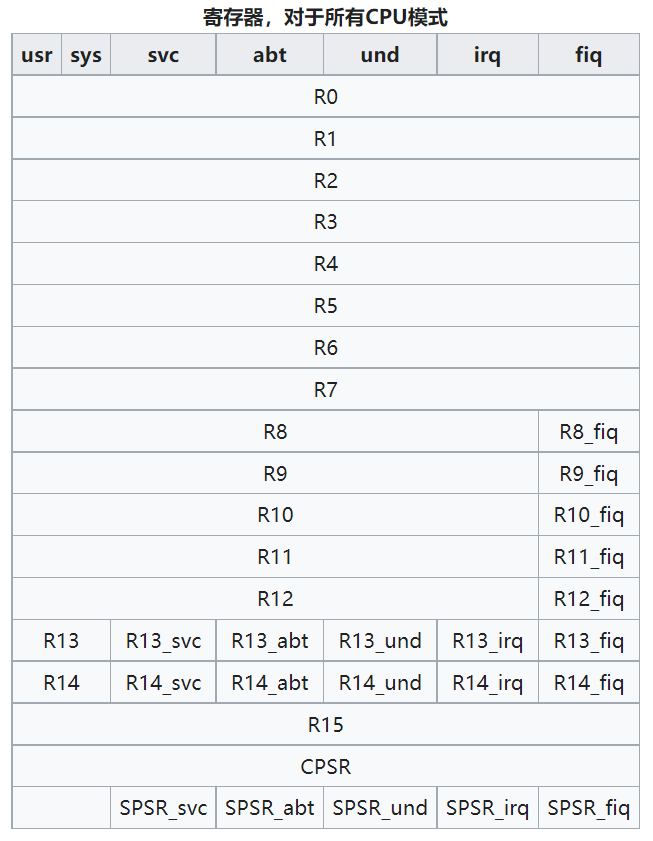 寄存器，对于所有CPU模式
usr sys svc abt und irq fiq
R0
R1
R2
R3
R4
R5
R6
R7
R8 R8_fiq
R9 R9_fiq
R10 R10_fiq
R11 R11_fiq
R12 R12_fiq
R13 R13_svc R13_abt R13_und R13_irq R13_fiq
R14 R14_svc R14_abt R14_und R14_irq R14_fiq
R15
CPSR
SPSR_svc SPSR_abt SPSR_und SPSR_irq SPSR_fiq